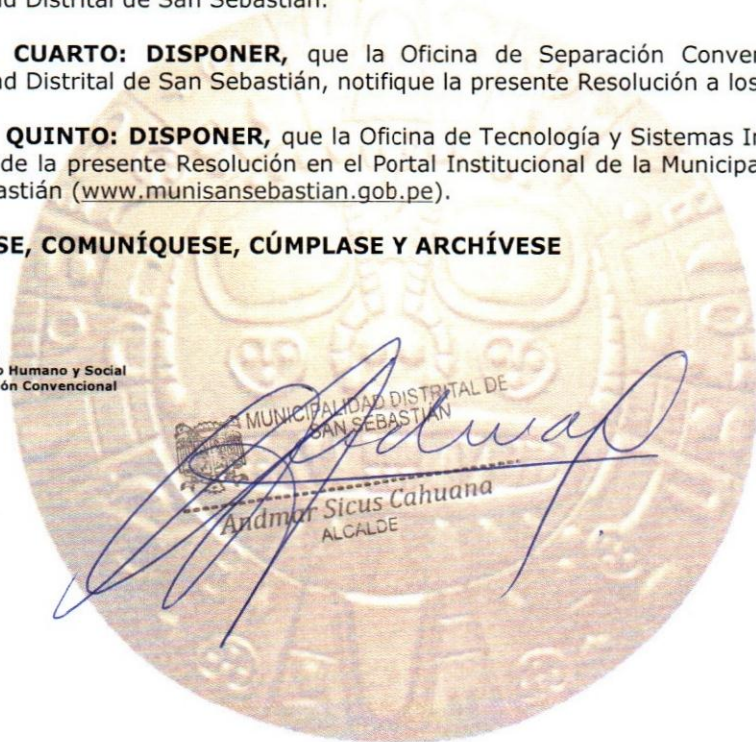 ad Distrital de San Sebastián.
CUARTO: DISPONER, que la Oficina de Separación Conver
ad Distrital de San Sebastián, notifique la presente Resolución a los
QUINTO: DISPONER, que la Oficina de Tecnología y Sistemas In
de la presente Resolución en el Portal Institucional de la Municipa
astián (www.munisansebastian.gob.pe).
SE, COMUNÍQUESE, CÚMPLASE Y ARCHÍVESE
o Humano y Social
ón Convencional
MUNICIPALIDAD DISTRITAL DE
SAN SEBASTIÁN
Andmar Sicus Cahuana
ALCALDE